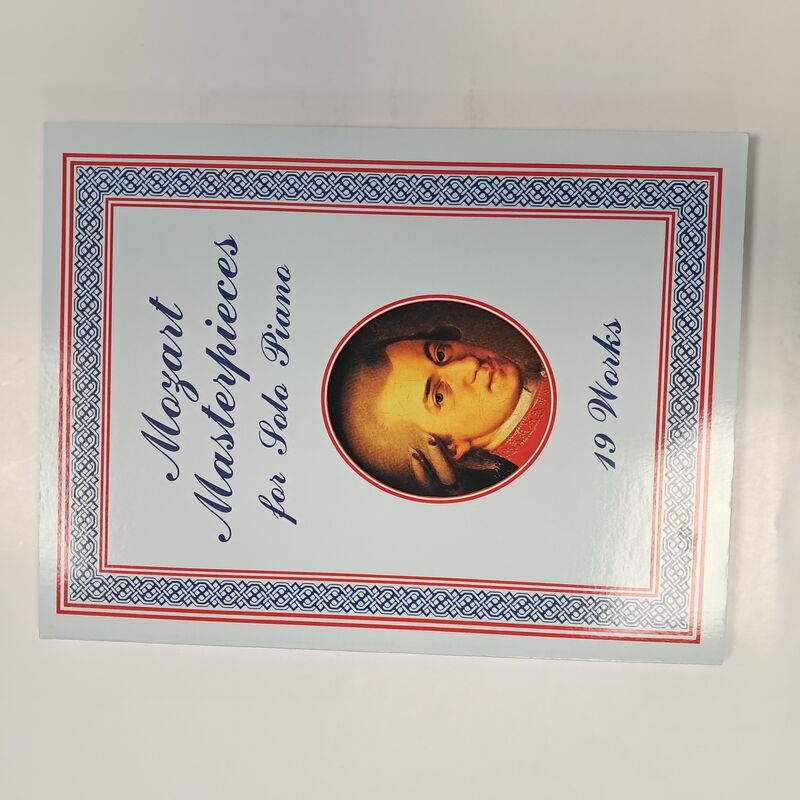 Mozart
Masterpieces
for Solo Piano
19 Works